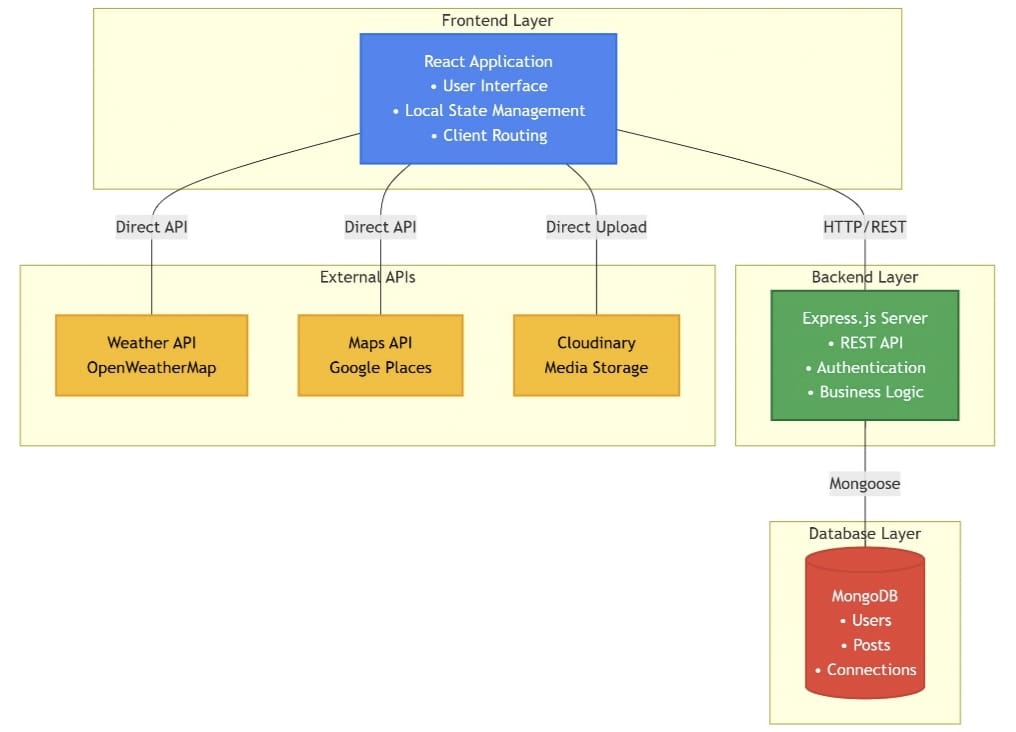 Frontend Layer
React Application
• User Interface
• Local State Management
• Client Routing
Direct API
Direct API
Direct Upload
HTTP/REST
External APIs
Weather API
OpenWeatherMap
Maps API
Google Places
Cloudinary
Media Storage
Backend Layer
Express.js Server
• REST API
• Authentication
• Business Logic
Mongoose
Database Layer
MongoDB
• Users
• Posts
• Connections